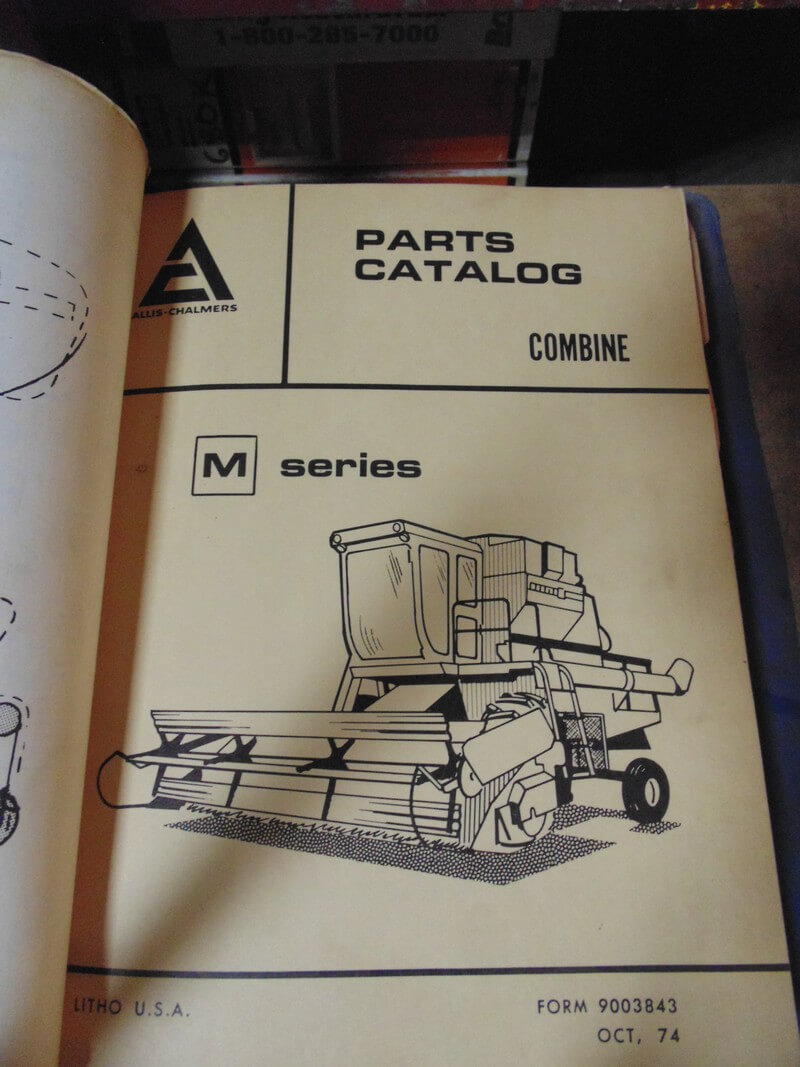 1-800-285-7000
PARTS
CATALOG
ALLIS-CHALMERS
COMBINE
M series
LITHO U.S.A.
FORM 9003843
OCT, 74